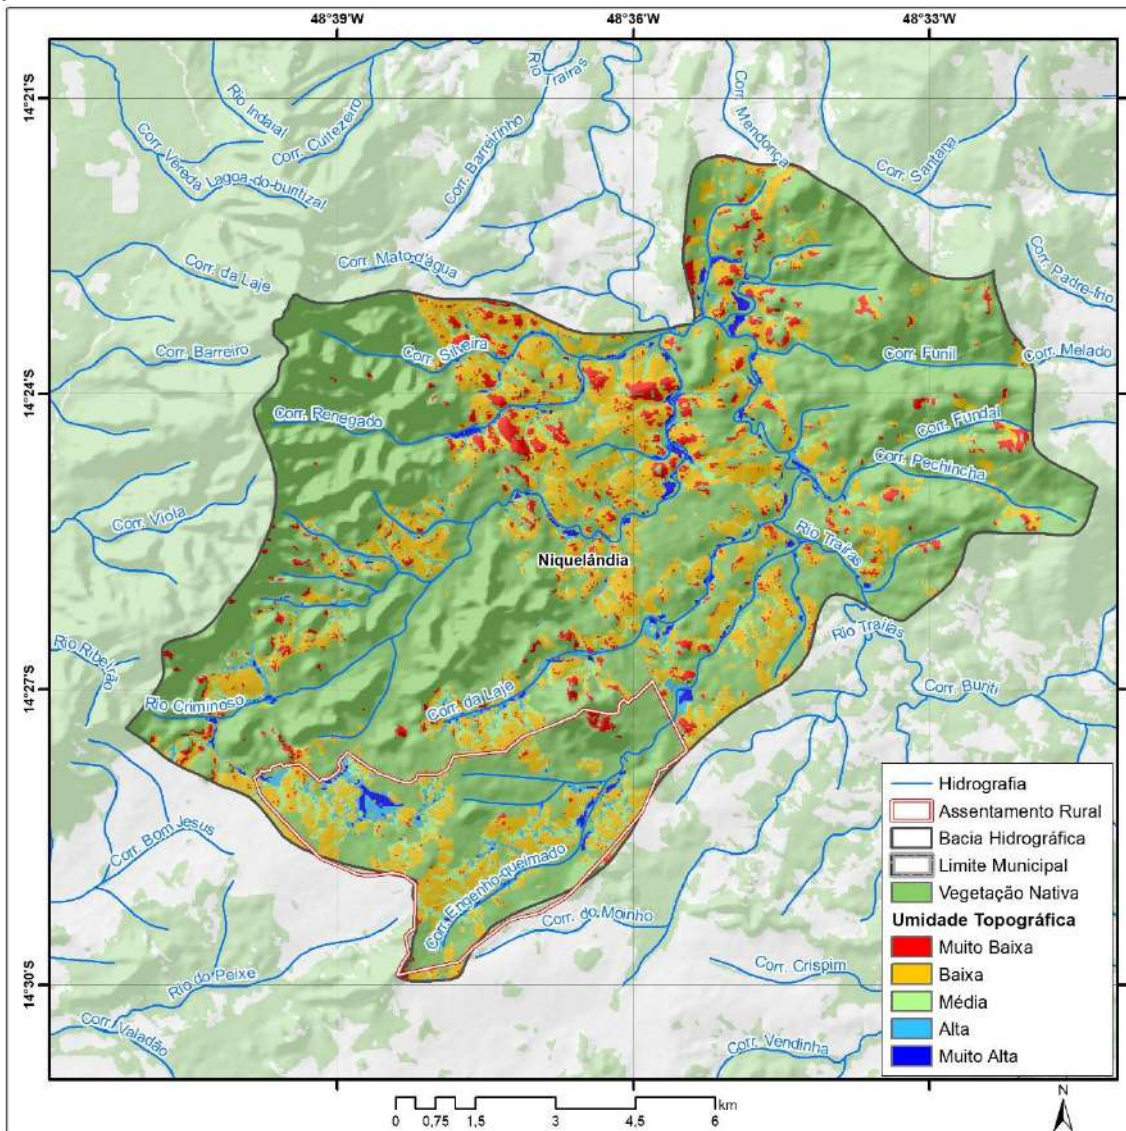 48°39'W
48°36'W
48°33'W
14°21'S
14°24'S
14°27'S
14°30'S
Rio Traíras
Rio Indaial
Corr. Cuitezeiro
Corr. Vereda Lagoa-do-buritizal
Corr. Barreirinho
Corr. Mendonça
Corr. Santana
Corr. Mato-d'água
Corr. da Laje
Corr. Padre-frio
Corr. Barreiro
Corr. Silveira
Corr. Funil
Corr. Melado
Corr. Renegado
Corr. Fundal
Corr. Pechincha
Corr. Viola
Rio Traíras
Niquelândia
Rio Traíras
Rio Ribeirão
Corr. Buriti
Rio Criminoso
Corr. da Laje
Corr. Bom Jesus
Corr. Engenho-queimado
Corr. do Moinho
Rio do Peixe
Corr. Crispim
Corr. Valadão
Corr. Vendinha
Hidrografia
Assentamento Rural
Bacia Hidrográfica
Limite Municipal
Vegetação Nativa
Umidade Topográfica
Muito Baixa
Baixa
Média
Alta
Muito Alta
km
0 0,75 1,5 3 4,5 6
N